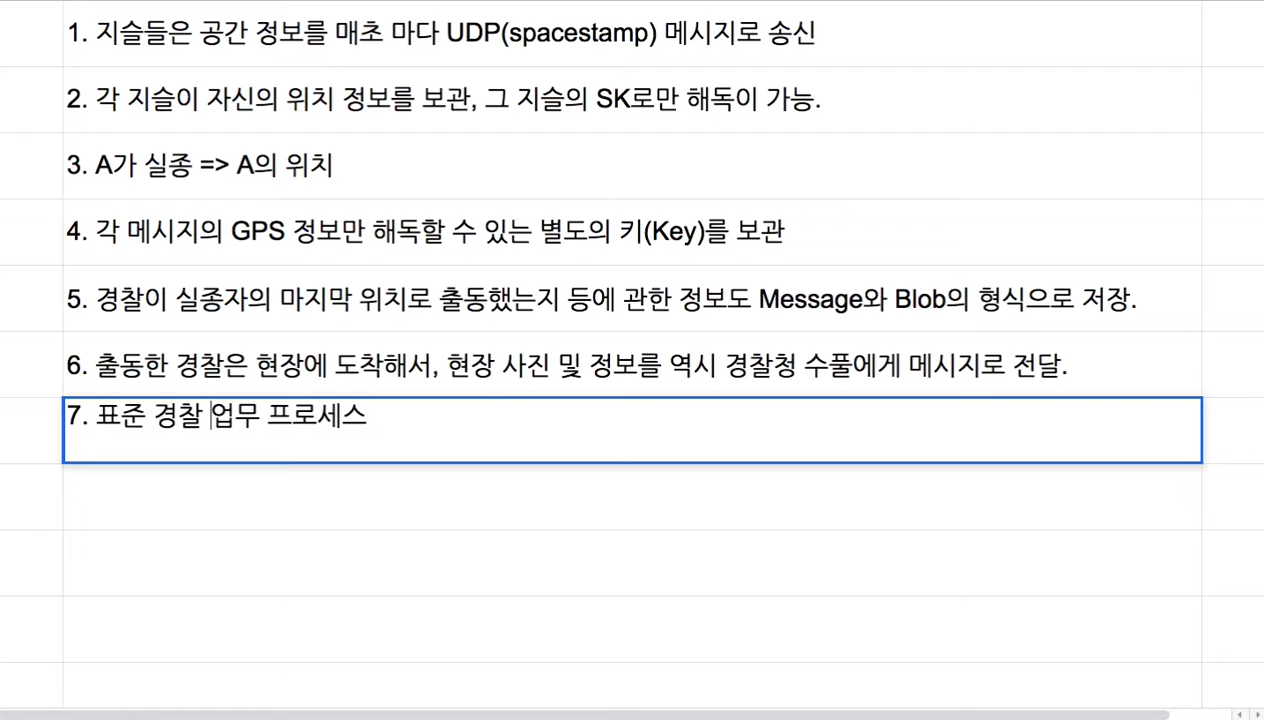 1. 지슬들은 공간 정보를 매초 마다 UDP(spacestamp) 메시지로 송신
2. 각 지슬이 자신의 위치 정보를 보관, 그 지슬의 SK로만 해독이 가능.
3. A가 실종 => A의 위치
4. 각 메시지의 GPS 정보만 해독할 수 있는 별도의 키(Key)를 보관
5. 경찰이 실종자의 마지막 위치로 출동했는지 등에 관한 정보도 Message와 Blob의 형식으로 저장.
6. 출동한 경찰은 현장에 도착해서, 현장 사진 및 정보를 역시 경찰청 수풀에게 메시지로 전달.
7. 표준 경찰 업무 프로세스